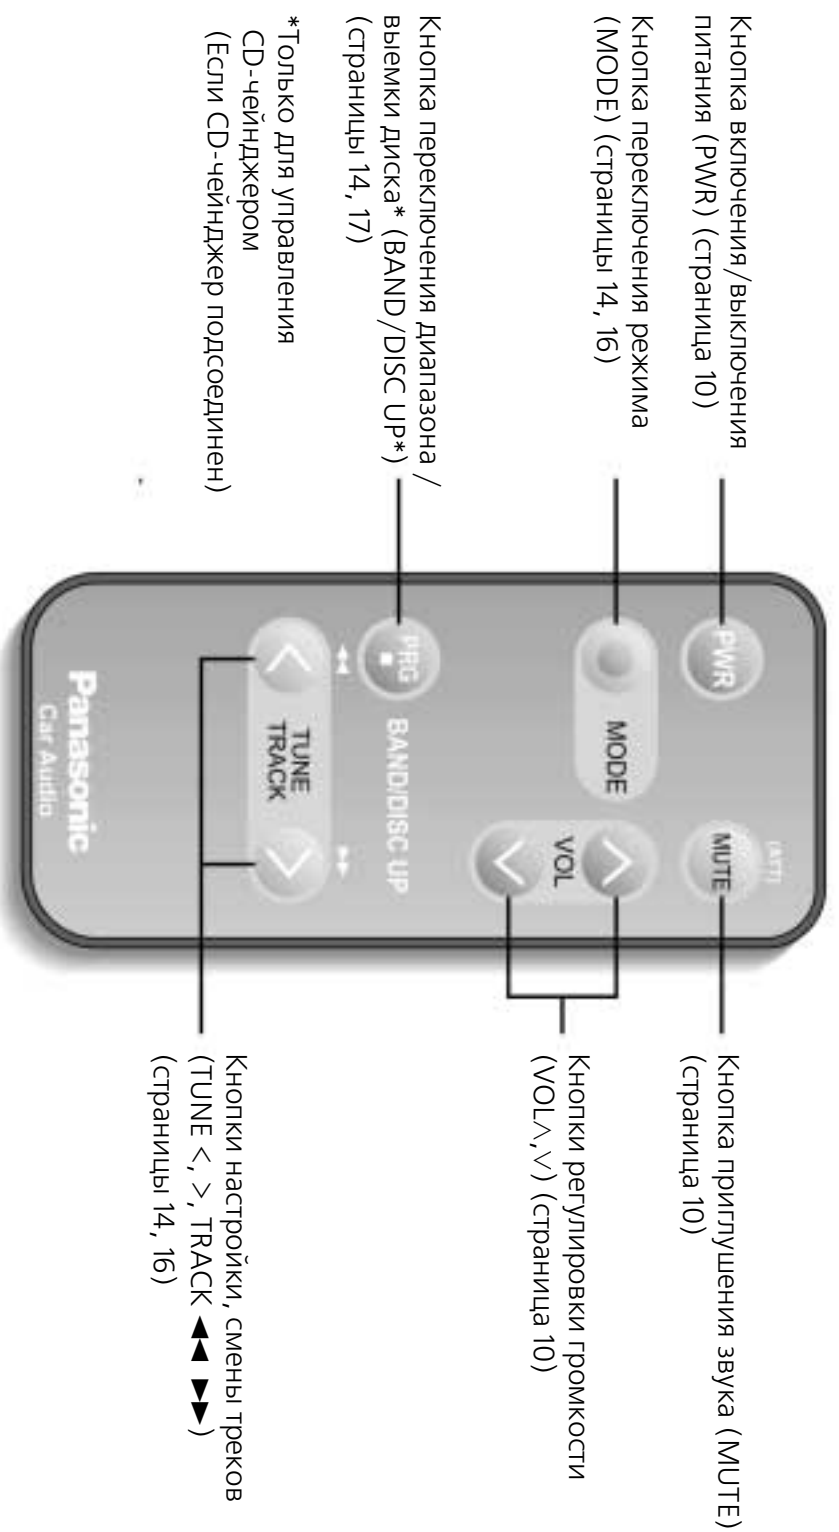 Кнопка включения/выключения
питания (PWR) (страница 10)
Кнопка переключения режима
(MODE) (страницы 14, 16)
Кнопка переключения диапазона /
выемки диска* (BAND/DISC UP*)
(страницы 14, 17)
*Только для управления
CD-чейнджером
(Если CD-чейнджер подсоединен)
PWR
(ATT)
MUTE
MODE
VOL
PRG
BAND/DISC UP
TUNE
TRACK
Panasonic
Car Audio
Кнопка приглушения звука (MUTE)
(страница 10)
Кнопки регулировки громкости
(VOL∧,∨) (страница 10)
Кнопки настройки, смены треков
(TUNE <, >, TRACK ◀◀ ▶▶)
(страницы 14, 16)